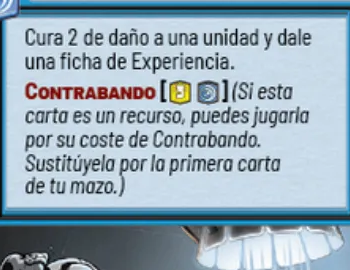 Cura 2 de daño a una unidad y dale
una ficha de Experiencia.
CONTRABANDO [3] (Si esta
carta es un recurso, puedes jugarla
por su coste de Contrabando.
Sustitúyela por la primera carta
de tu mazo.)